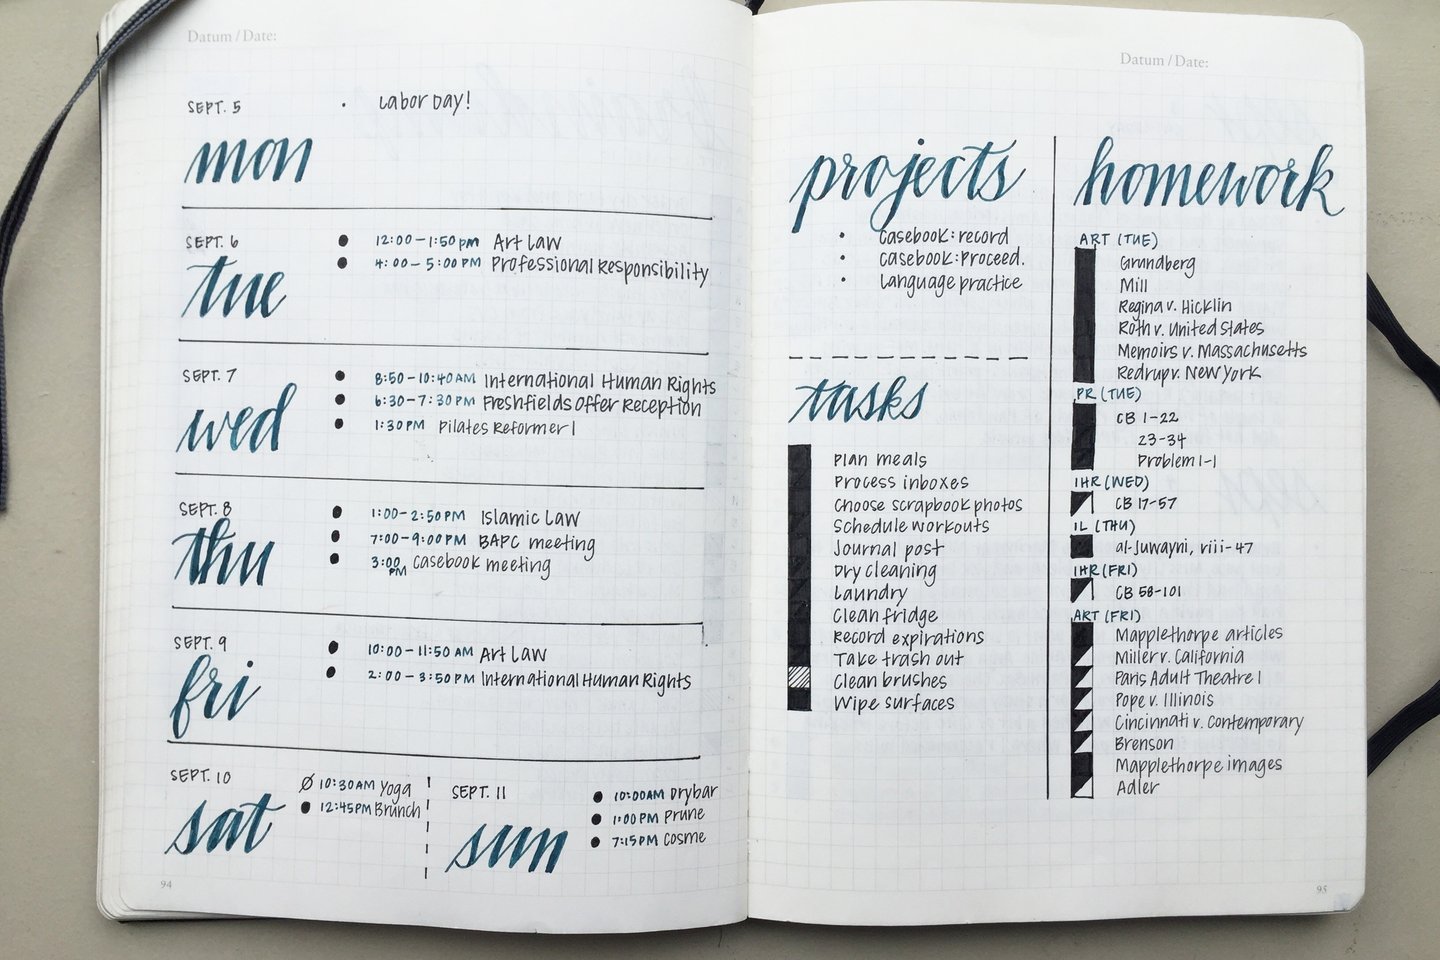 Datum / Date:
SEPT. 5
Labor Day!
mon
SEPT. 6
12:00-1:50 pm Art Law
4:00-5:00 PM Professional Responsibility
tue
SEPT. 7
8:50-10:40 AM International Human Rights
6:30-7:30 PM Freshfields Offer Reception
1:30 PM Pilates Reformer 1
wed
SEPT. 8
1:00-2:50 PM Islamic Law
7:00-9:00 PM BAPC meeting
3:00 PM Casebook meeting
thu
SEPT. 9
10:00-11:50 AM Art Law
2:00-3:50 PM International Human Rights
fri
SEPT. 10
10:30AM Yoga
12:45PM Brunch
sat
SEPT. 11
10:00AM Drybar
1:00 PM Prune
7:15PM Cosme
sun
94
Datum / Date:
projects
Casebook: record
Casebook: Proceed.
Language practice
tasks
Plan meals
Process inboxes
Choose scrapbook photos
Schedule workouts
Journal post
Dry cleaning
Laundry
Clean fridge
Record expirations
Take trash out
Clean brushes
Wipe surfaces
homework
ART (TUE)
Grundberg
Mill
Regina v. Hicklin
Roth v. United States
Memoirs v. Massachusetts
Redrup v. New York
PR (TUE)
CB 1-22
23-34
Problem 1-1
IHR (WED)
CB 17-57
IL (THU)
al-Juwayni, viii-47
IHR (FRI)
CB 58-101
ART (FRI)
Mapplethorpe articles
Miller v. California
Paris Adult Theatre I
Pope v. Illinois
Cincinnati v. Contemporary
Brenson
Mapplethorpe images
Adler
95